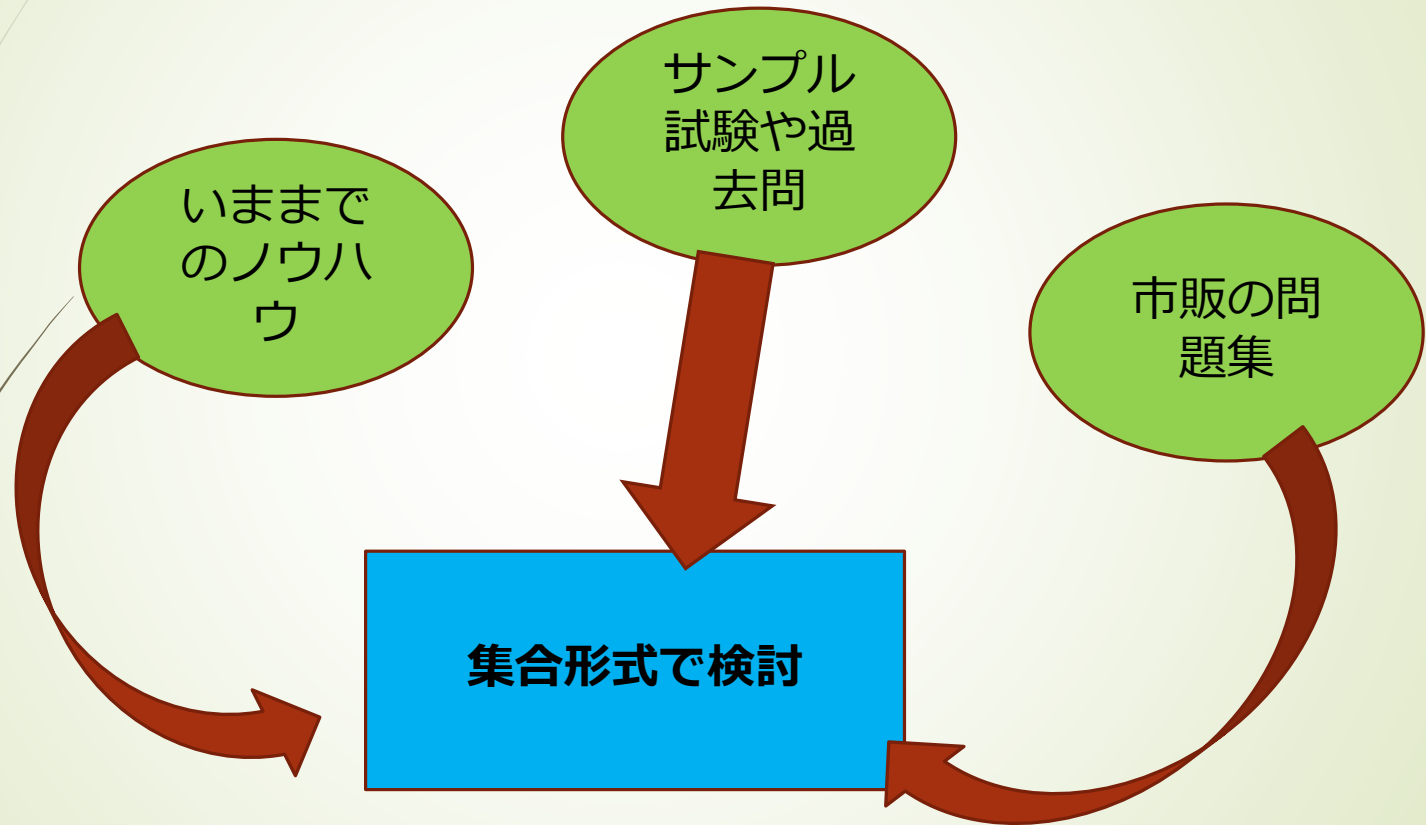 いままで
のノウハ
ウ
サンプル
試験や過
去問
市販の問
題集
集合形式で検討